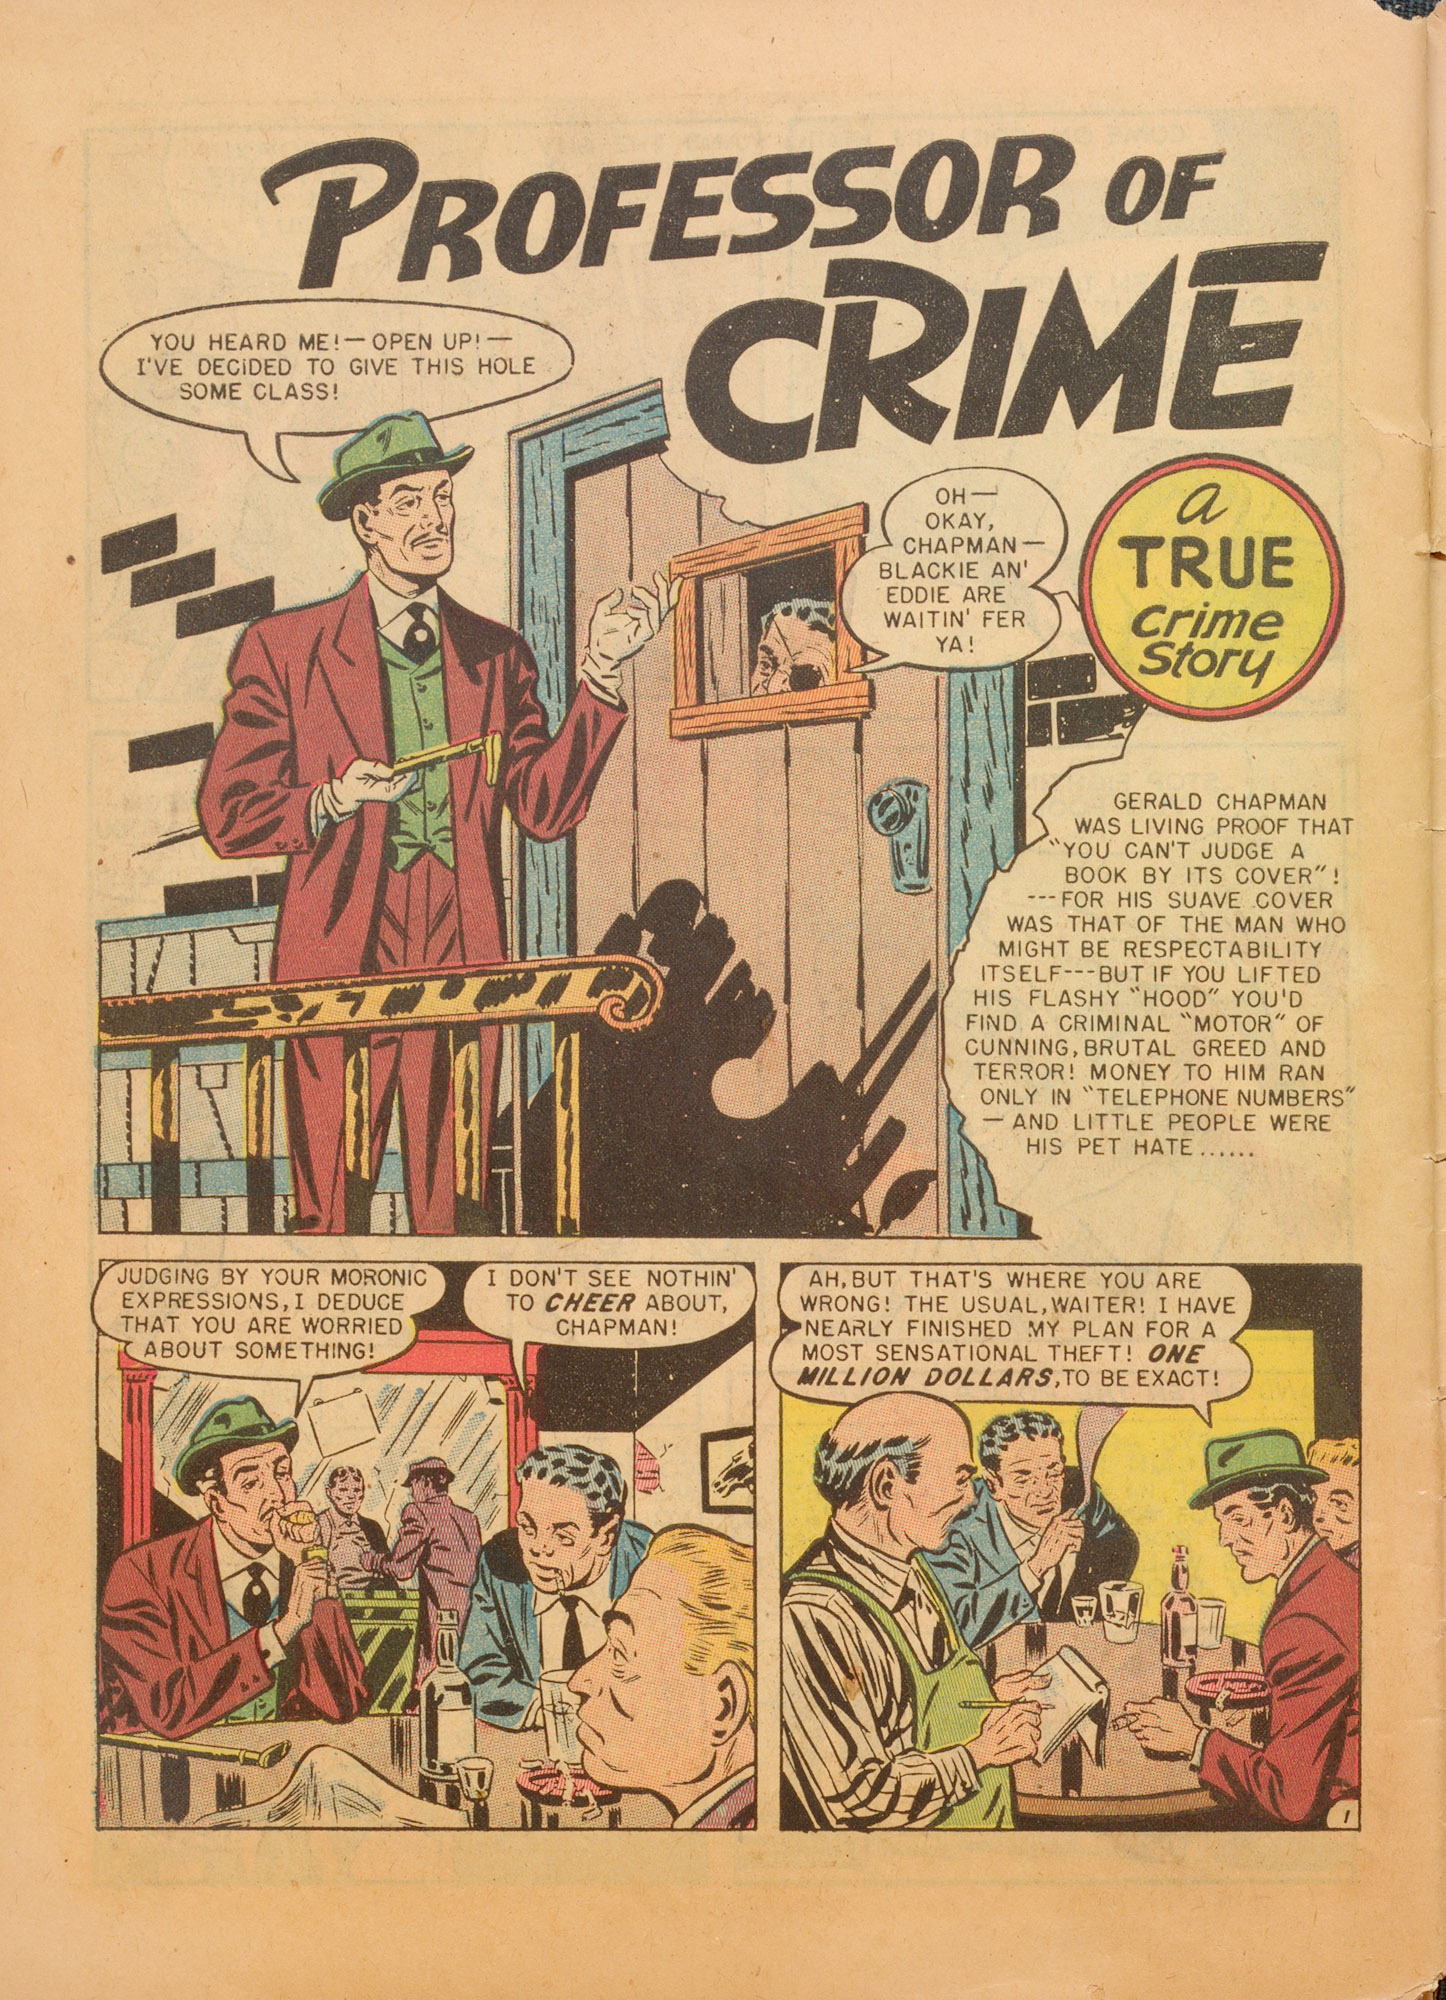 PROFESSOR OF
CRIME
YOU HEARD ME! — OPEN UP! —
I'VE DECIDED TO GIVE THIS HOLE
SOME CLASS!
OH —
OKAY,
CHAPMAN —
BLACKIE AN'
EDDIE ARE
WAITIN' FER
YA!
a
TRUE
Crime
Story
GERALD CHAPMAN
WAS LIVING PROOF THAT
"YOU CAN'T JUDGE A
BOOK BY ITS COVER"!
---FOR HIS SUAVE COVER
WAS THAT OF THE MAN WHO
MIGHT BE RESPECTABILITY
ITSELF---BUT IF YOU LIFTED
HIS FLASHY "HOOD" YOU'D
FIND A CRIMINAL "MOTOR" OF
CUNNING, BRUTAL GREED AND
TERROR! MONEY TO HIM RAN
ONLY IN "TELEPHONE NUMBERS"
— AND LITTLE PEOPLE WERE
HIS PET HATE......
JUDGING BY YOUR MORONIC
EXPRESSIONS, I DEDUCE
THAT YOU ARE WORRIED
ABOUT SOMETHING!
I DON'T SEE NOTHIN'
TO CHEER ABOUT,
CHAPMAN!
AH, BUT THAT'S WHERE YOU ARE
WRONG! THE USUAL, WAITER! I HAVE
NEARLY FINISHED MY PLAN FOR A
MOST SENSATIONAL THEFT! ONE
MILLION DOLLARS, TO BE EXACT!
1